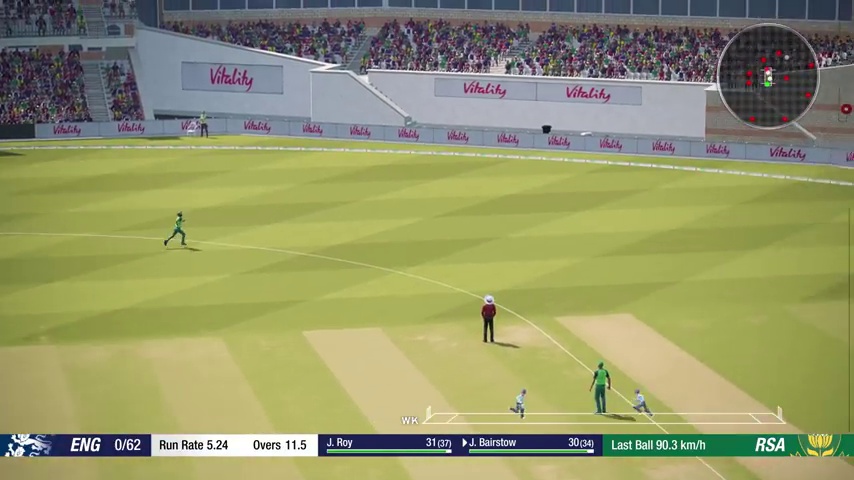 Vitality
Vitality Vitality
Vitality Vitality Vitality Vitality Vitality Vitality Vitality Vitality Vitality Vitality Vitality Vitality Vitality
WK
ENG 0/62 Run Rate 5.24 Overs 11.5 J. Roy 31(37) J. Bairstow 30(34) Last Ball 90.3 km/h RSA